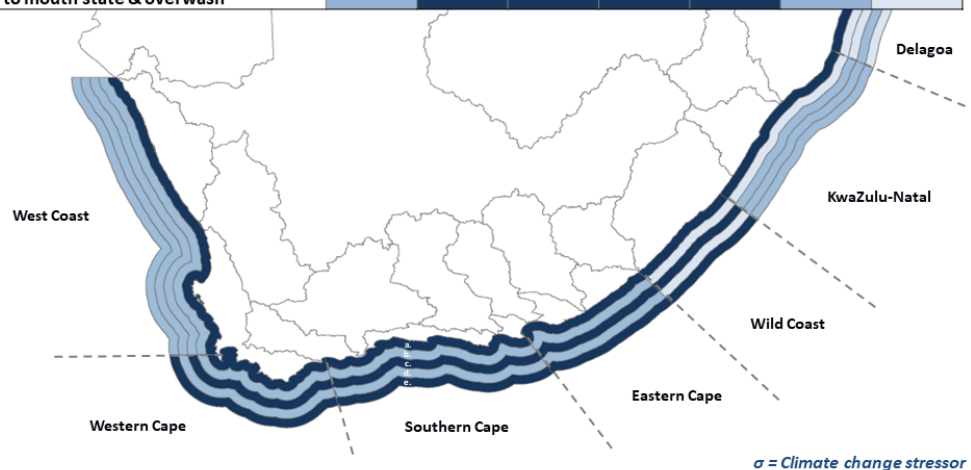 to mouth state & overwash
Delagoa
KwaZulu-Natal
West Coast
Wild Coast
a.
b.
c.
d.
e.
Eastern Cape
Western Cape
Southern Cape
σ = Climate change stressor